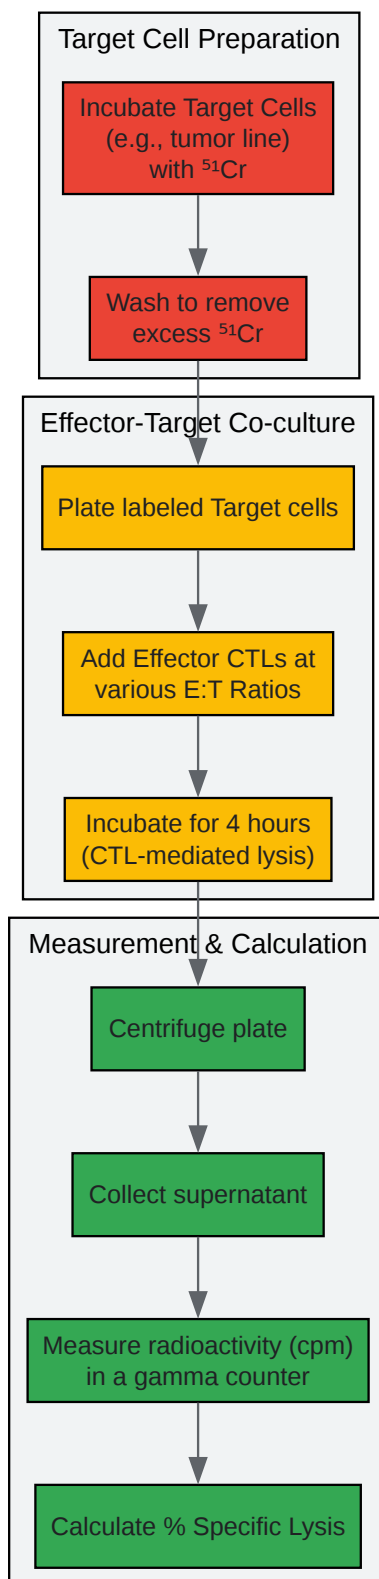 Target Cell Preparation
Incubate Target Cells
(e.g., tumor line)
with ⁵¹Cr
Wash to remove
excess ⁵¹Cr
Effector-Target Co-culture
Plate labeled Target cells
Add Effector CTLs at
various E:T Ratios
Incubate for 4 hours
(CTL-mediated lysis)
Measurement & Calculation
Centrifuge plate
Collect supernatant
Measure radioactivity (cpm)
in a gamma counter
Calculate % Specific Lysis